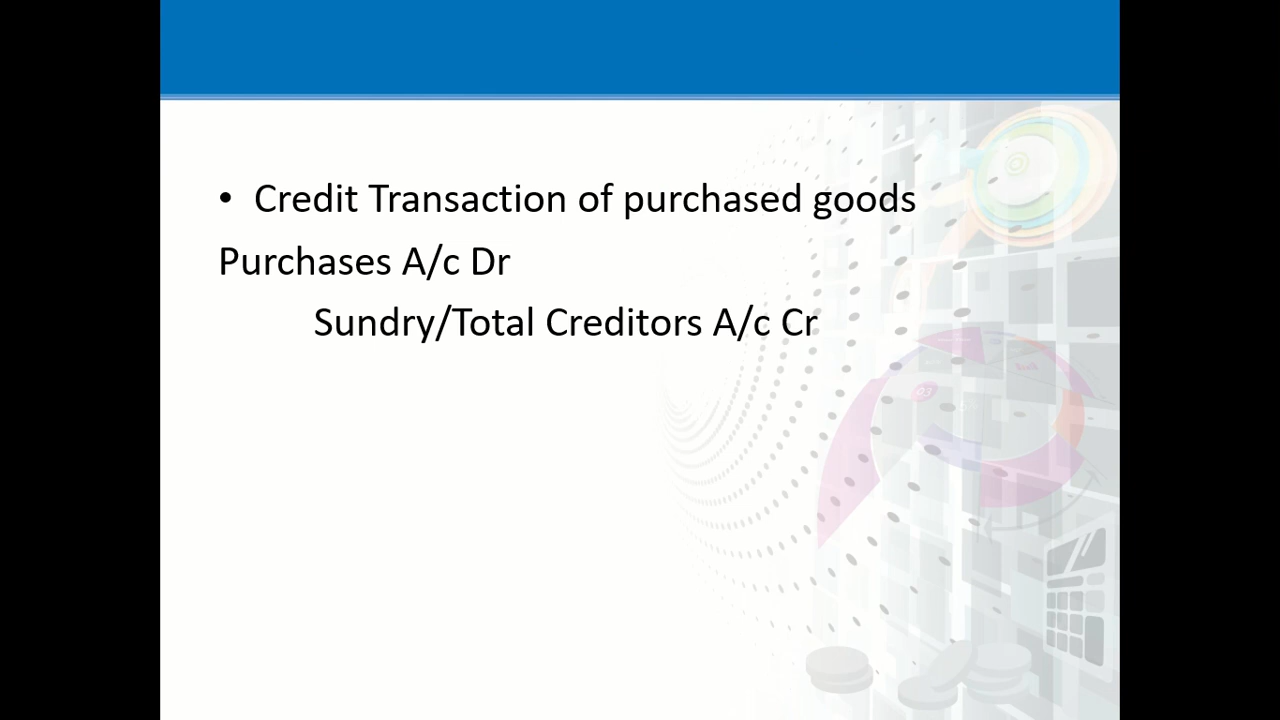 • Credit Transaction of purchased goods
Purchases A/c Dr
Sundry/Total Creditors A/c Cr